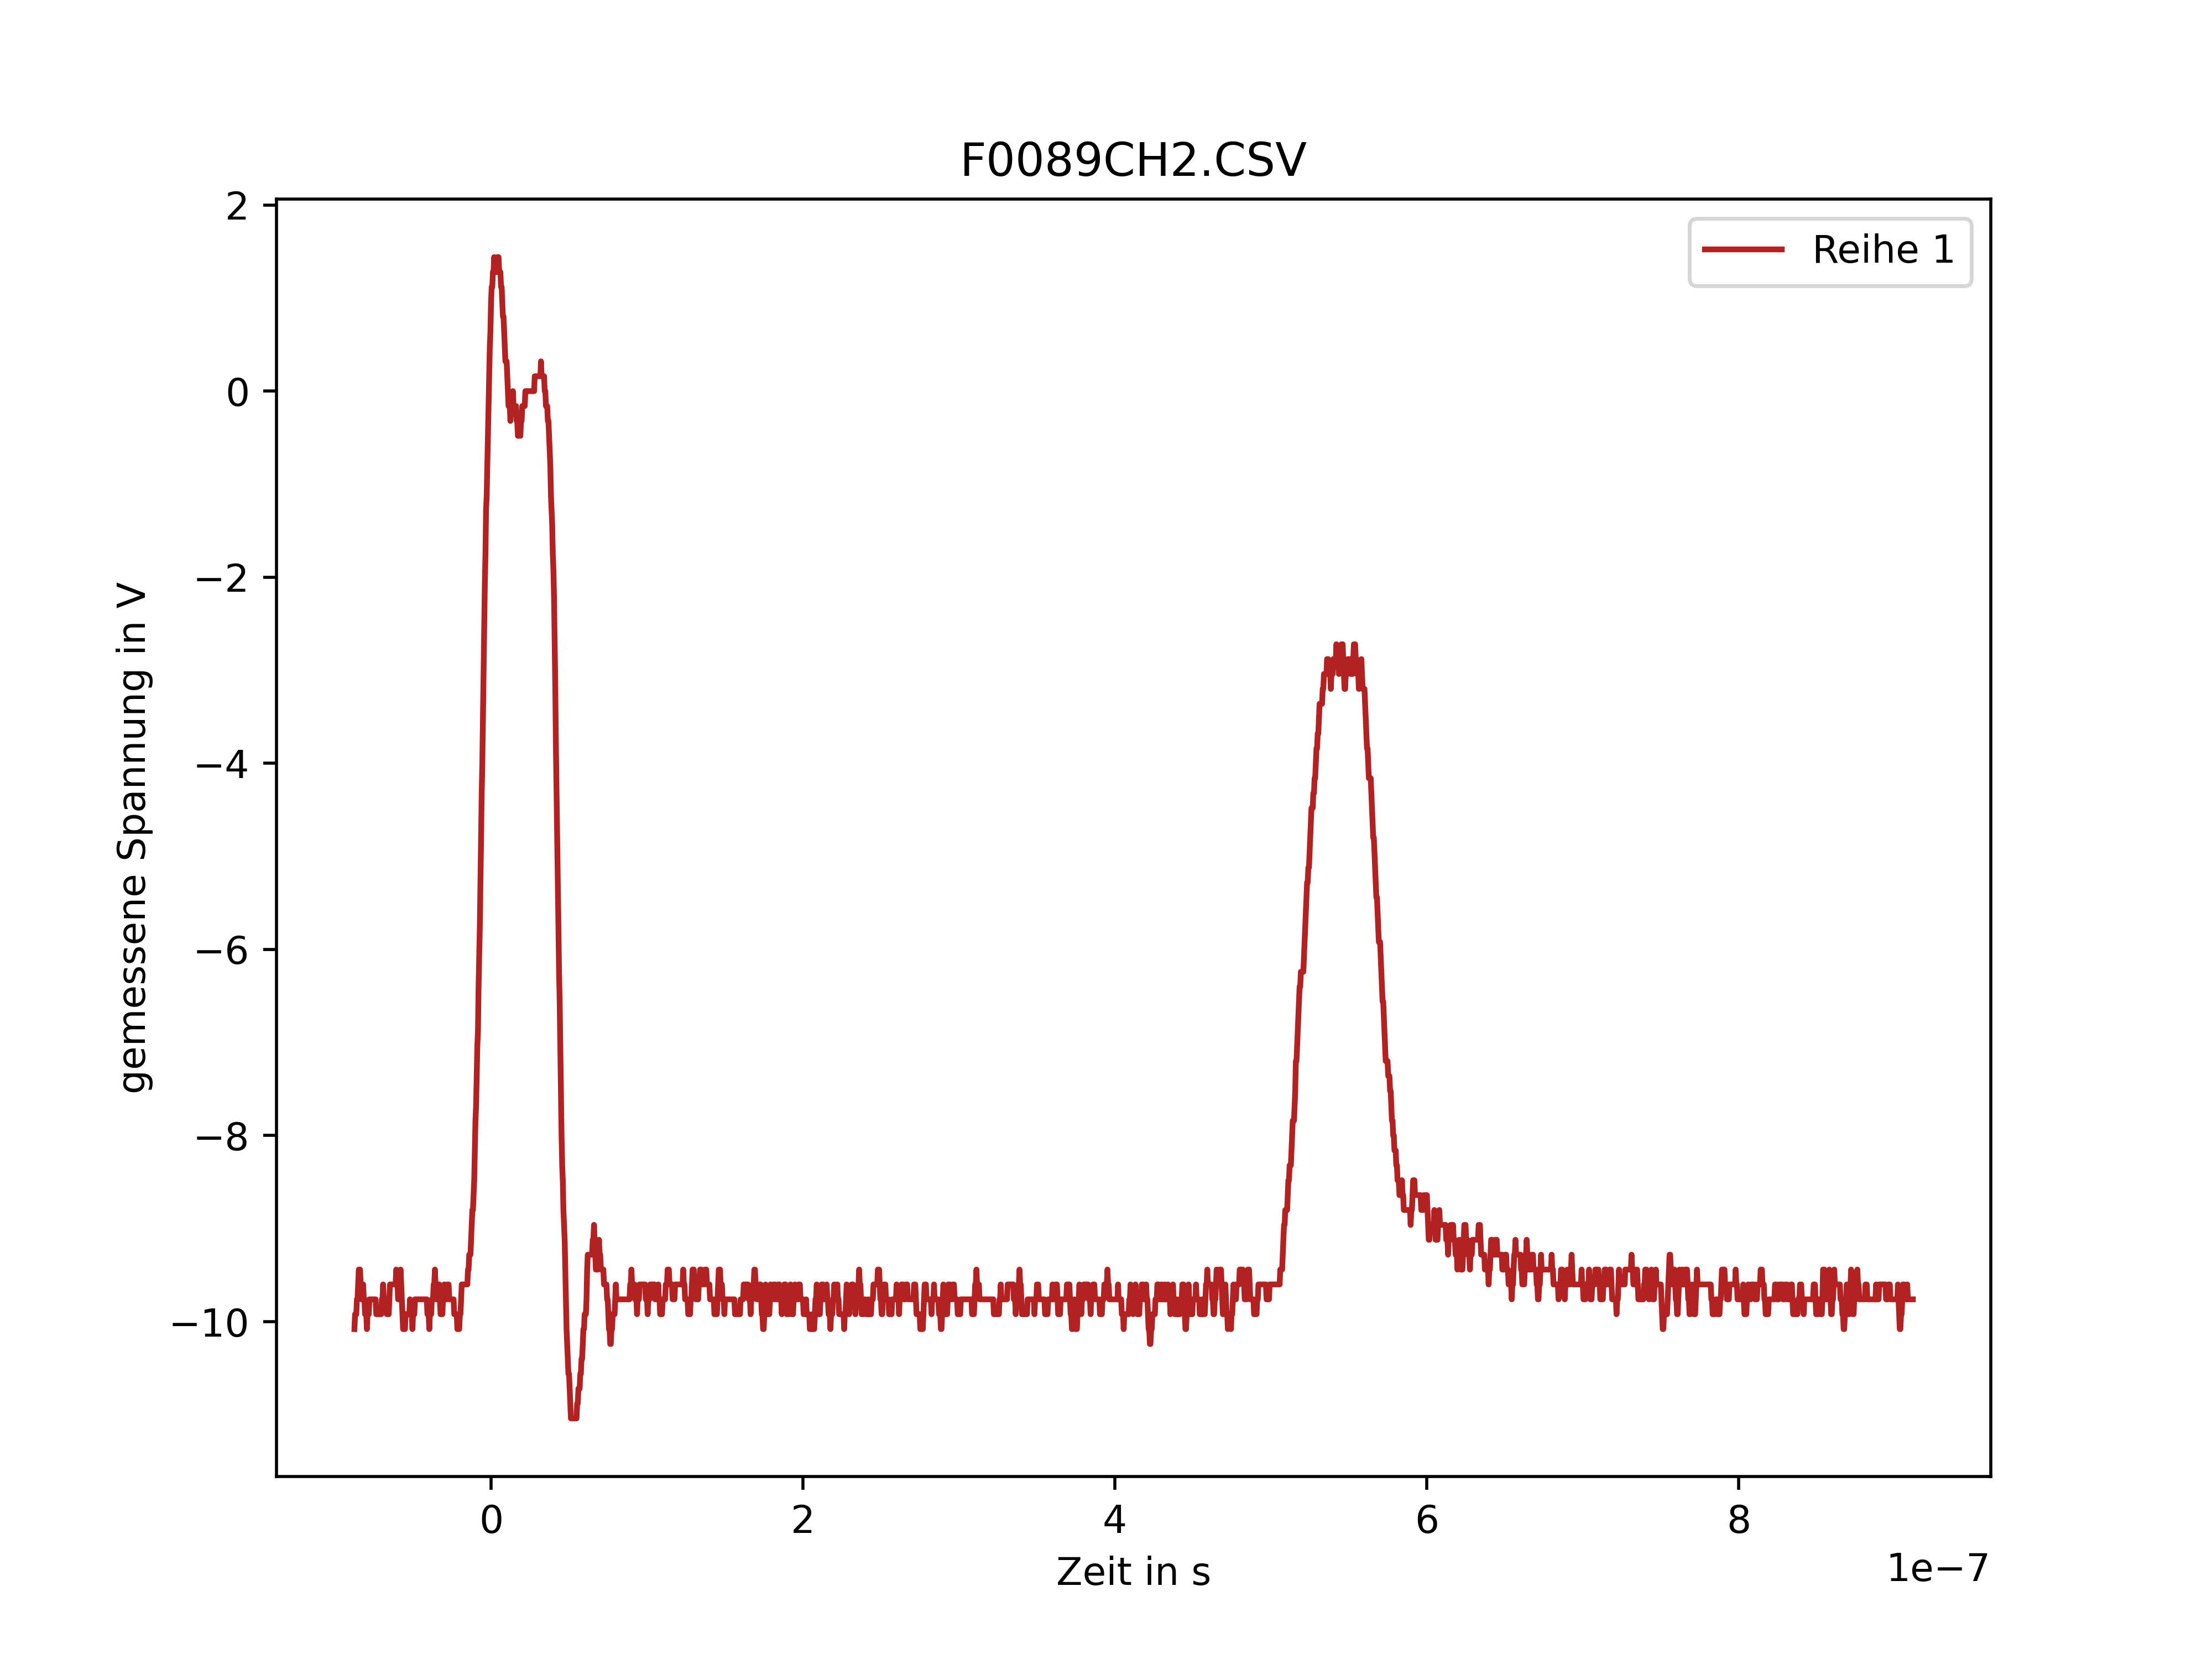 F0089CH2.CSV
Reihe 1
gemessene Spannung in V
2
0
−2
−4
−6
−8
−10
0 2 4 6 8
Zeit in s
1e−7